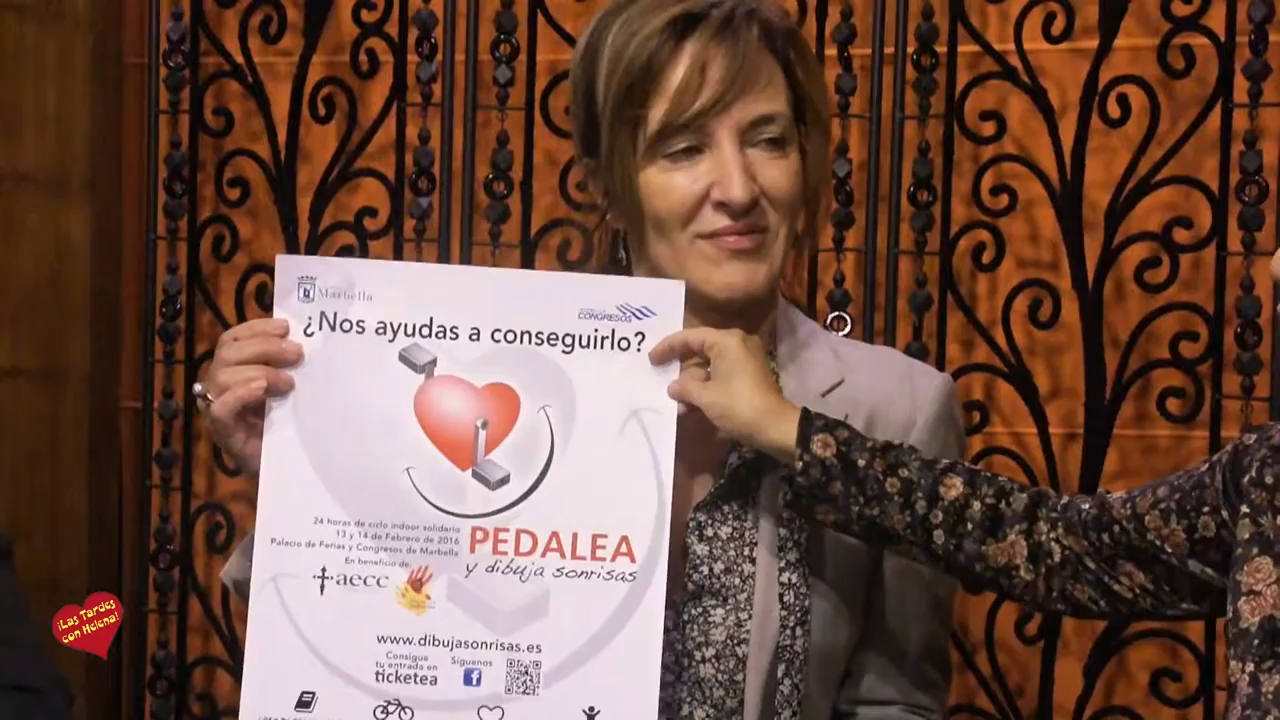 Marbella
CONGRESOS
¿Nos ayudas a conseguirlo?
24 horas de ciclo indoor solidario
13 y 14 de Febrero de 2016
Palacio de Ferias y Congresos de Marbella
En beneficio de:
aecc
PEDALEA
y dibuja sonrisas
www.dibujasonrisas.es
Consigue
tu entrada en
ticketea
Síguenos
f
¡Las Tardes
con Helena!